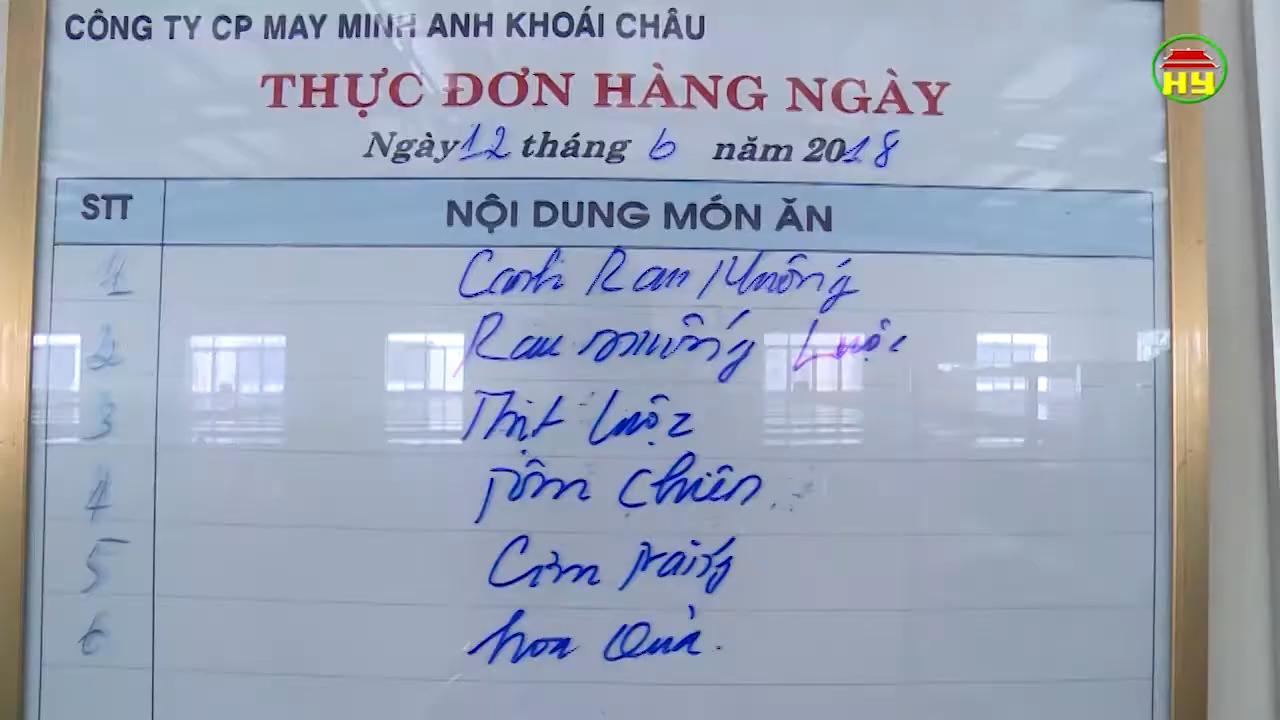 CÔNG TY CP MAY MINH ANH KHOÁI CHÂU
HY
THỰC ĐƠN HÀNG NGÀY
Ngày 12 tháng 6 năm 2018
STT NỘI DUNG MÓN ĂN
1 Canh Rau Muống
2 Rau muống Luộc
3 Thịt luộc
4 Tôm chiên
5 Cơm trắng
6 hoa Quả.